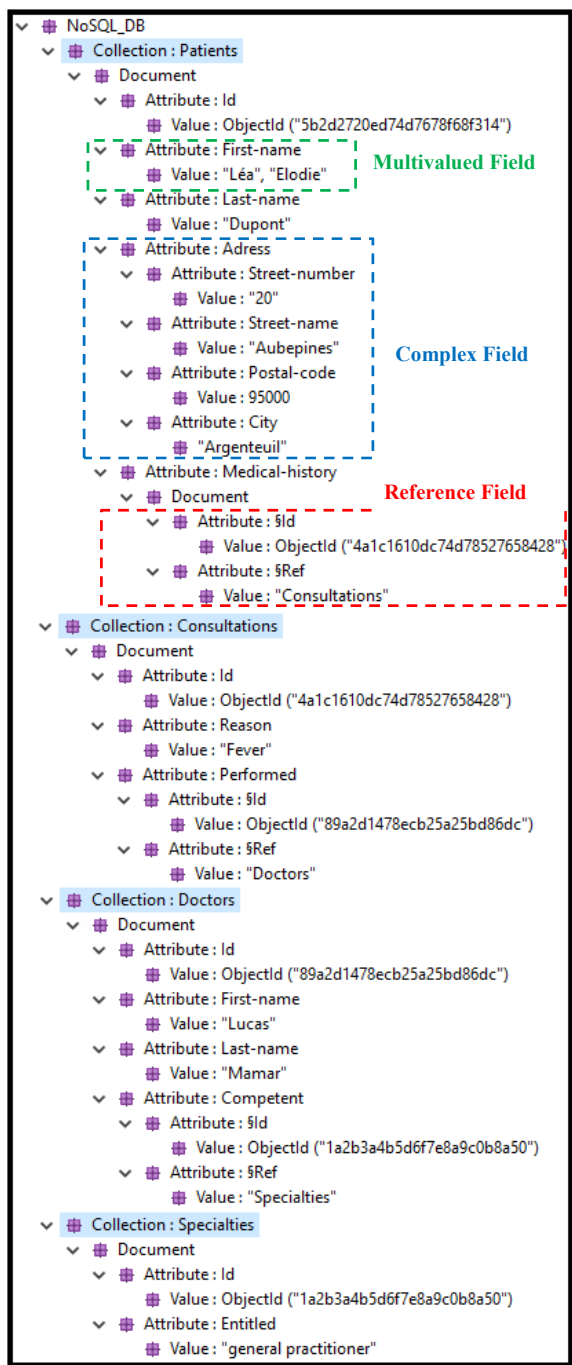 NoSQL_DB
Collection : Patients
Document
Attribute : Id
Value : ObjectId ("5b2d2720ed74d7678f68f314")
Attribute : First-name
Multivalued Field
Value : "Léa", "Elodie"
Attribute : Last-name
Value : "Dupont"
Attribute : Adress
Attribute : Street-number
Value : "20"
Attribute : Street-name
Value : "Aubepines"
Complex Field
Attribute : Postal-code
Value : 95000
Attribute : City
"Argenteuil"
Attribute : Medical-history
Document
Reference Field
Attribute : §Id
Value : ObjectId ("4a1c1610dc74d78527658428")
Attribute : §Ref
Value : "Consultations"
Collection : Consultations
Document
Attribute : Id
Value : ObjectId ("4a1c1610dc74d78527658428")
Attribute : Reason
Value : "Fever"
Attribute : Performed
Attribute : §Id
Value : ObjectId ("89a2d1478ecb25a25bd86dc")
Attribute : §Ref
Value : "Doctors"
Collection : Doctors
Document
Attribute : Id
Value : ObjectId ("89a2d1478ecb25a25bd86dc")
Attribute : First-name
Value : "Lucas"
Attribute : Last-name
Value : "Mamar"
Attribute : Competent
Attribute : §Id
Value : ObjectId ("1a2b3a4b5d6f7e8a9c0b8a50")
Attribute : §Ref
Value : "Specialties"
Collection : Specialties
Document
Attribute : Id
Value : ObjectId ("1a2b3a4b5d6f7e8a9c0b8a50")
Attribute : Entitled
Value : "general practitioner"